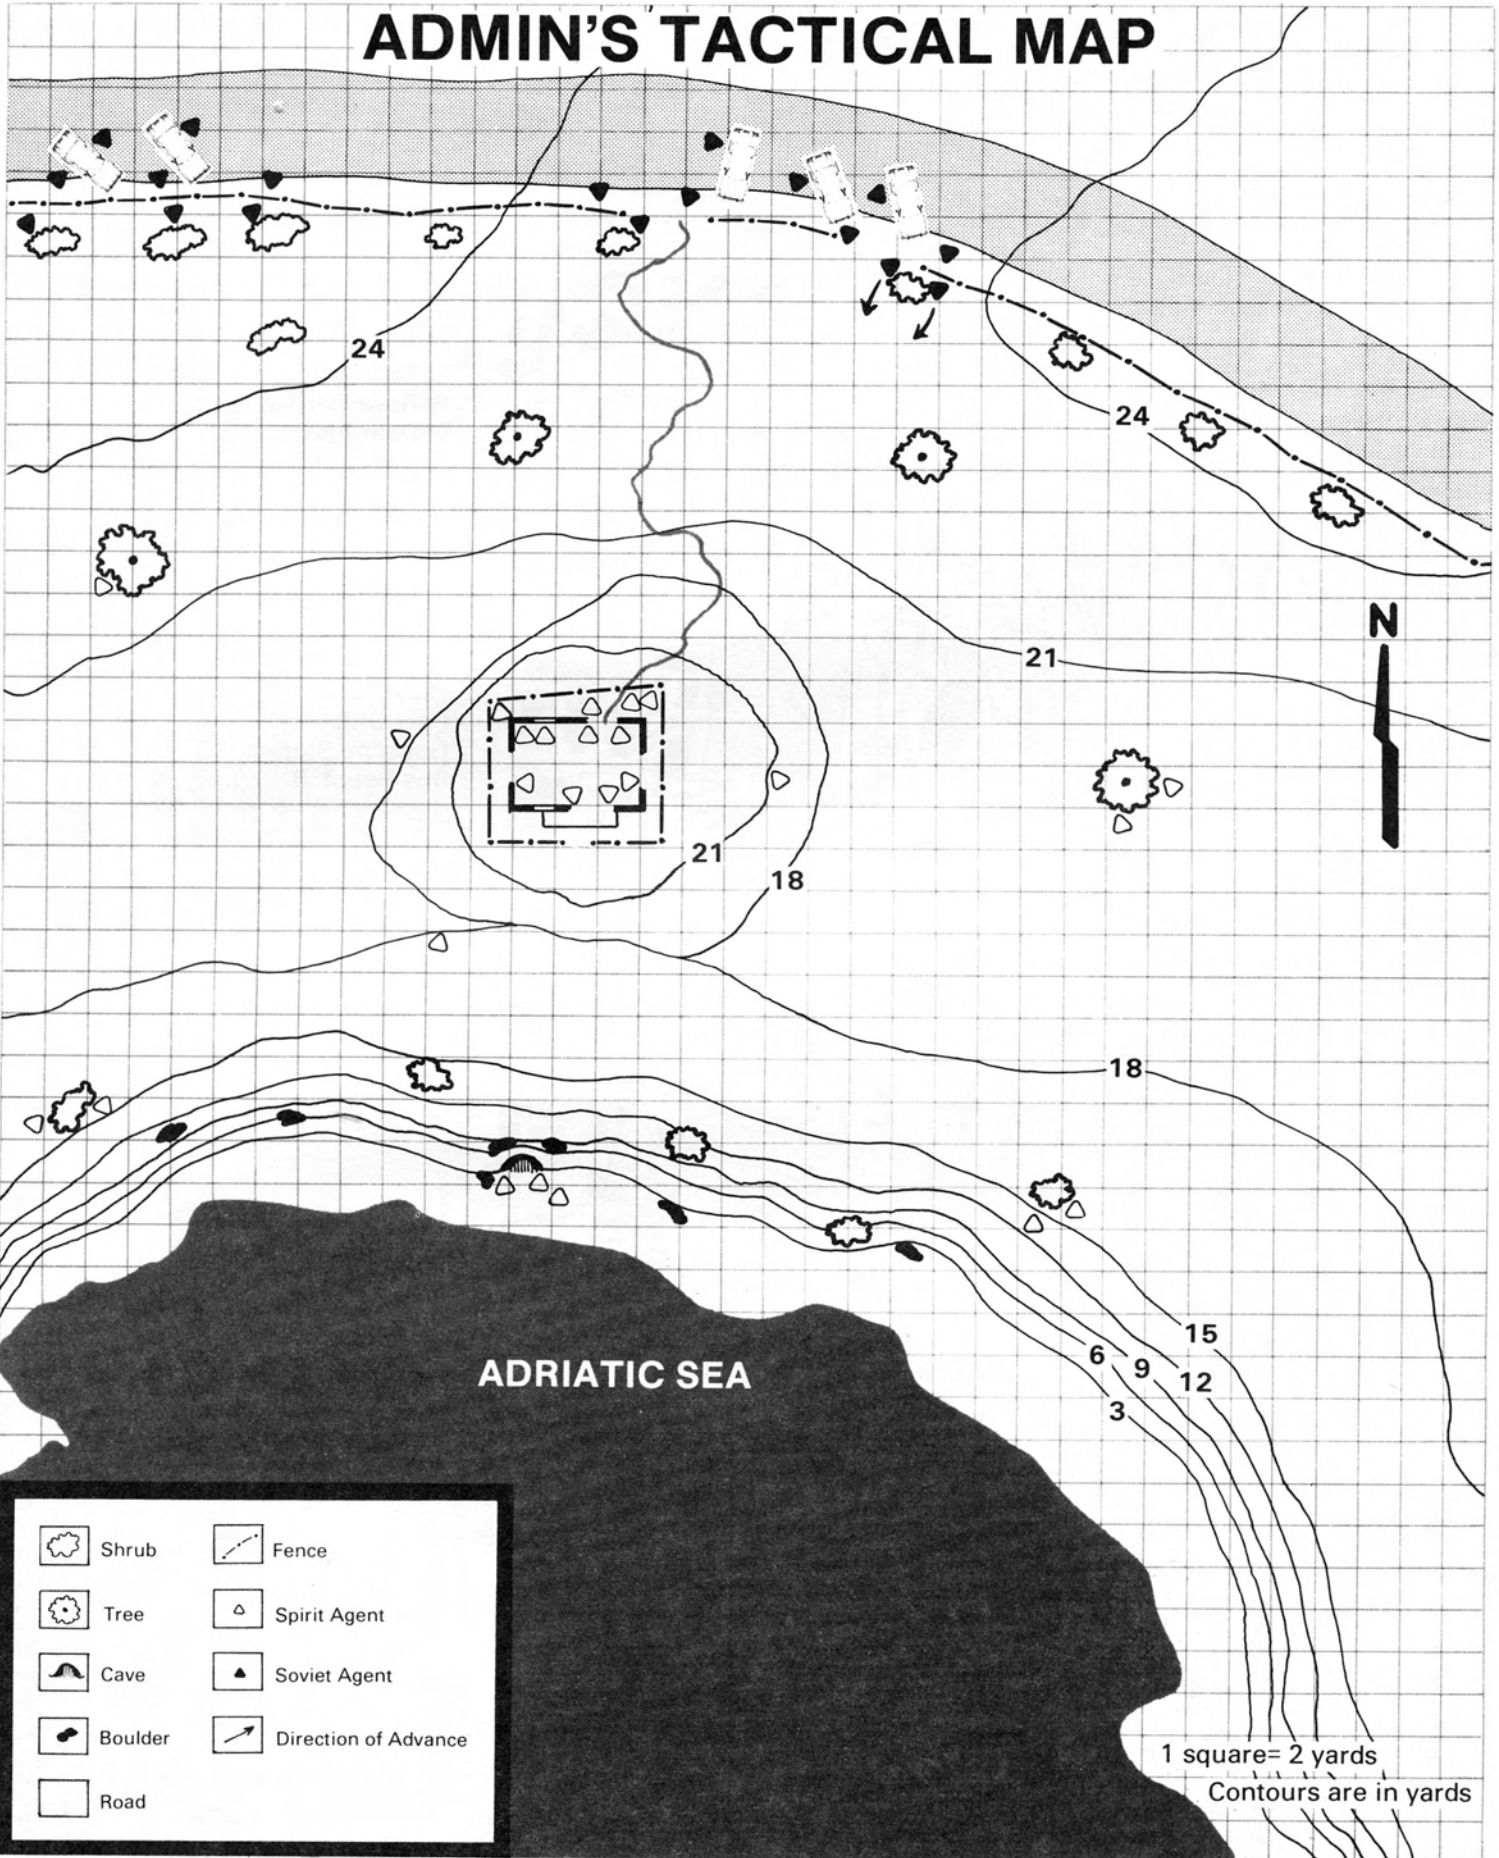 ADMIN'S TACTICAL MAP
24
24
N
21
21
18
18
15
6
9
12
3
ADRIATIC SEA
Shrub
Fence
Tree
Spirit Agent
Cave
Soviet Agent
Boulder
Direction of Advance
Road
1 square= 2 yards
Contours are in yards